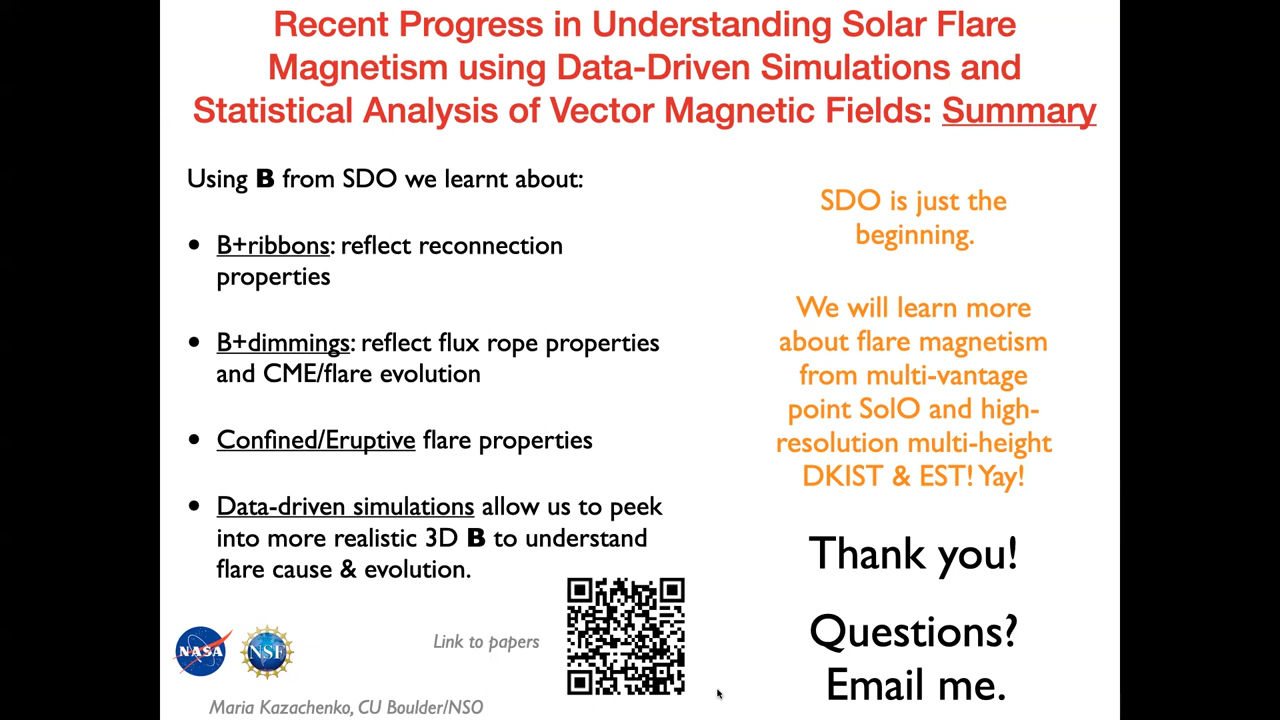 Recent Progress in Understanding Solar Flare
Magnetism using Data-Driven Simulations and
Statistical Analysis of Vector Magnetic Fields: Summary
Using B from SDO we learnt about:
• B+ribbons: reflect reconnection
properties
• B+dimmings: reflect flux rope properties
and CME/flare evolution
• Confined/Eruptive flare properties
• Data-driven simulations allow us to peek
into more realistic 3D B to understand
flare cause & evolution.
SDO is just the
beginning.
We will learn more
about flare magnetism
from multi-vantage
point SolO and high-
resolution multi-height
DKIST & EST! Yay!
Thank you!
Questions?
Email me.
NASA
NSF
Link to papers
Maria Kazachenko, CU Boulder/NSO